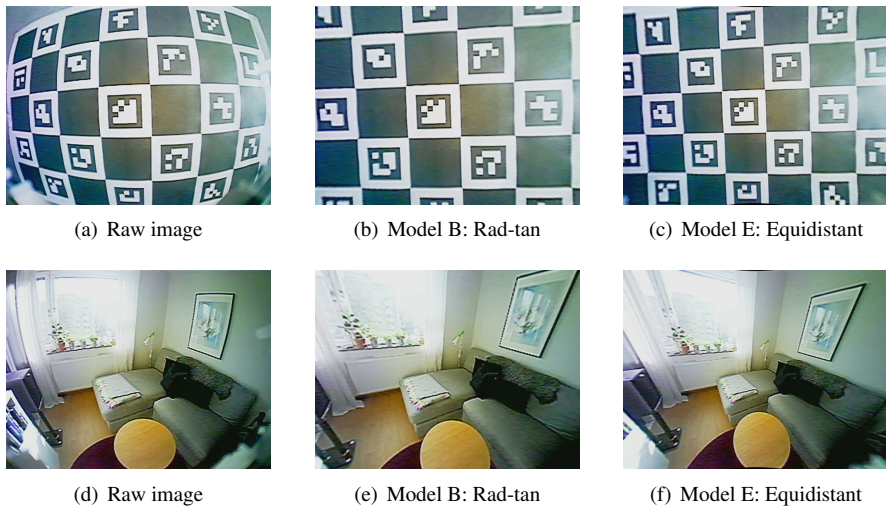 (a) Raw image
(b) Model B: Rad-tan
(c) Model E: Equidistant
(d) Raw image
(e) Model B: Rad-tan
(f) Model E: Equidistant